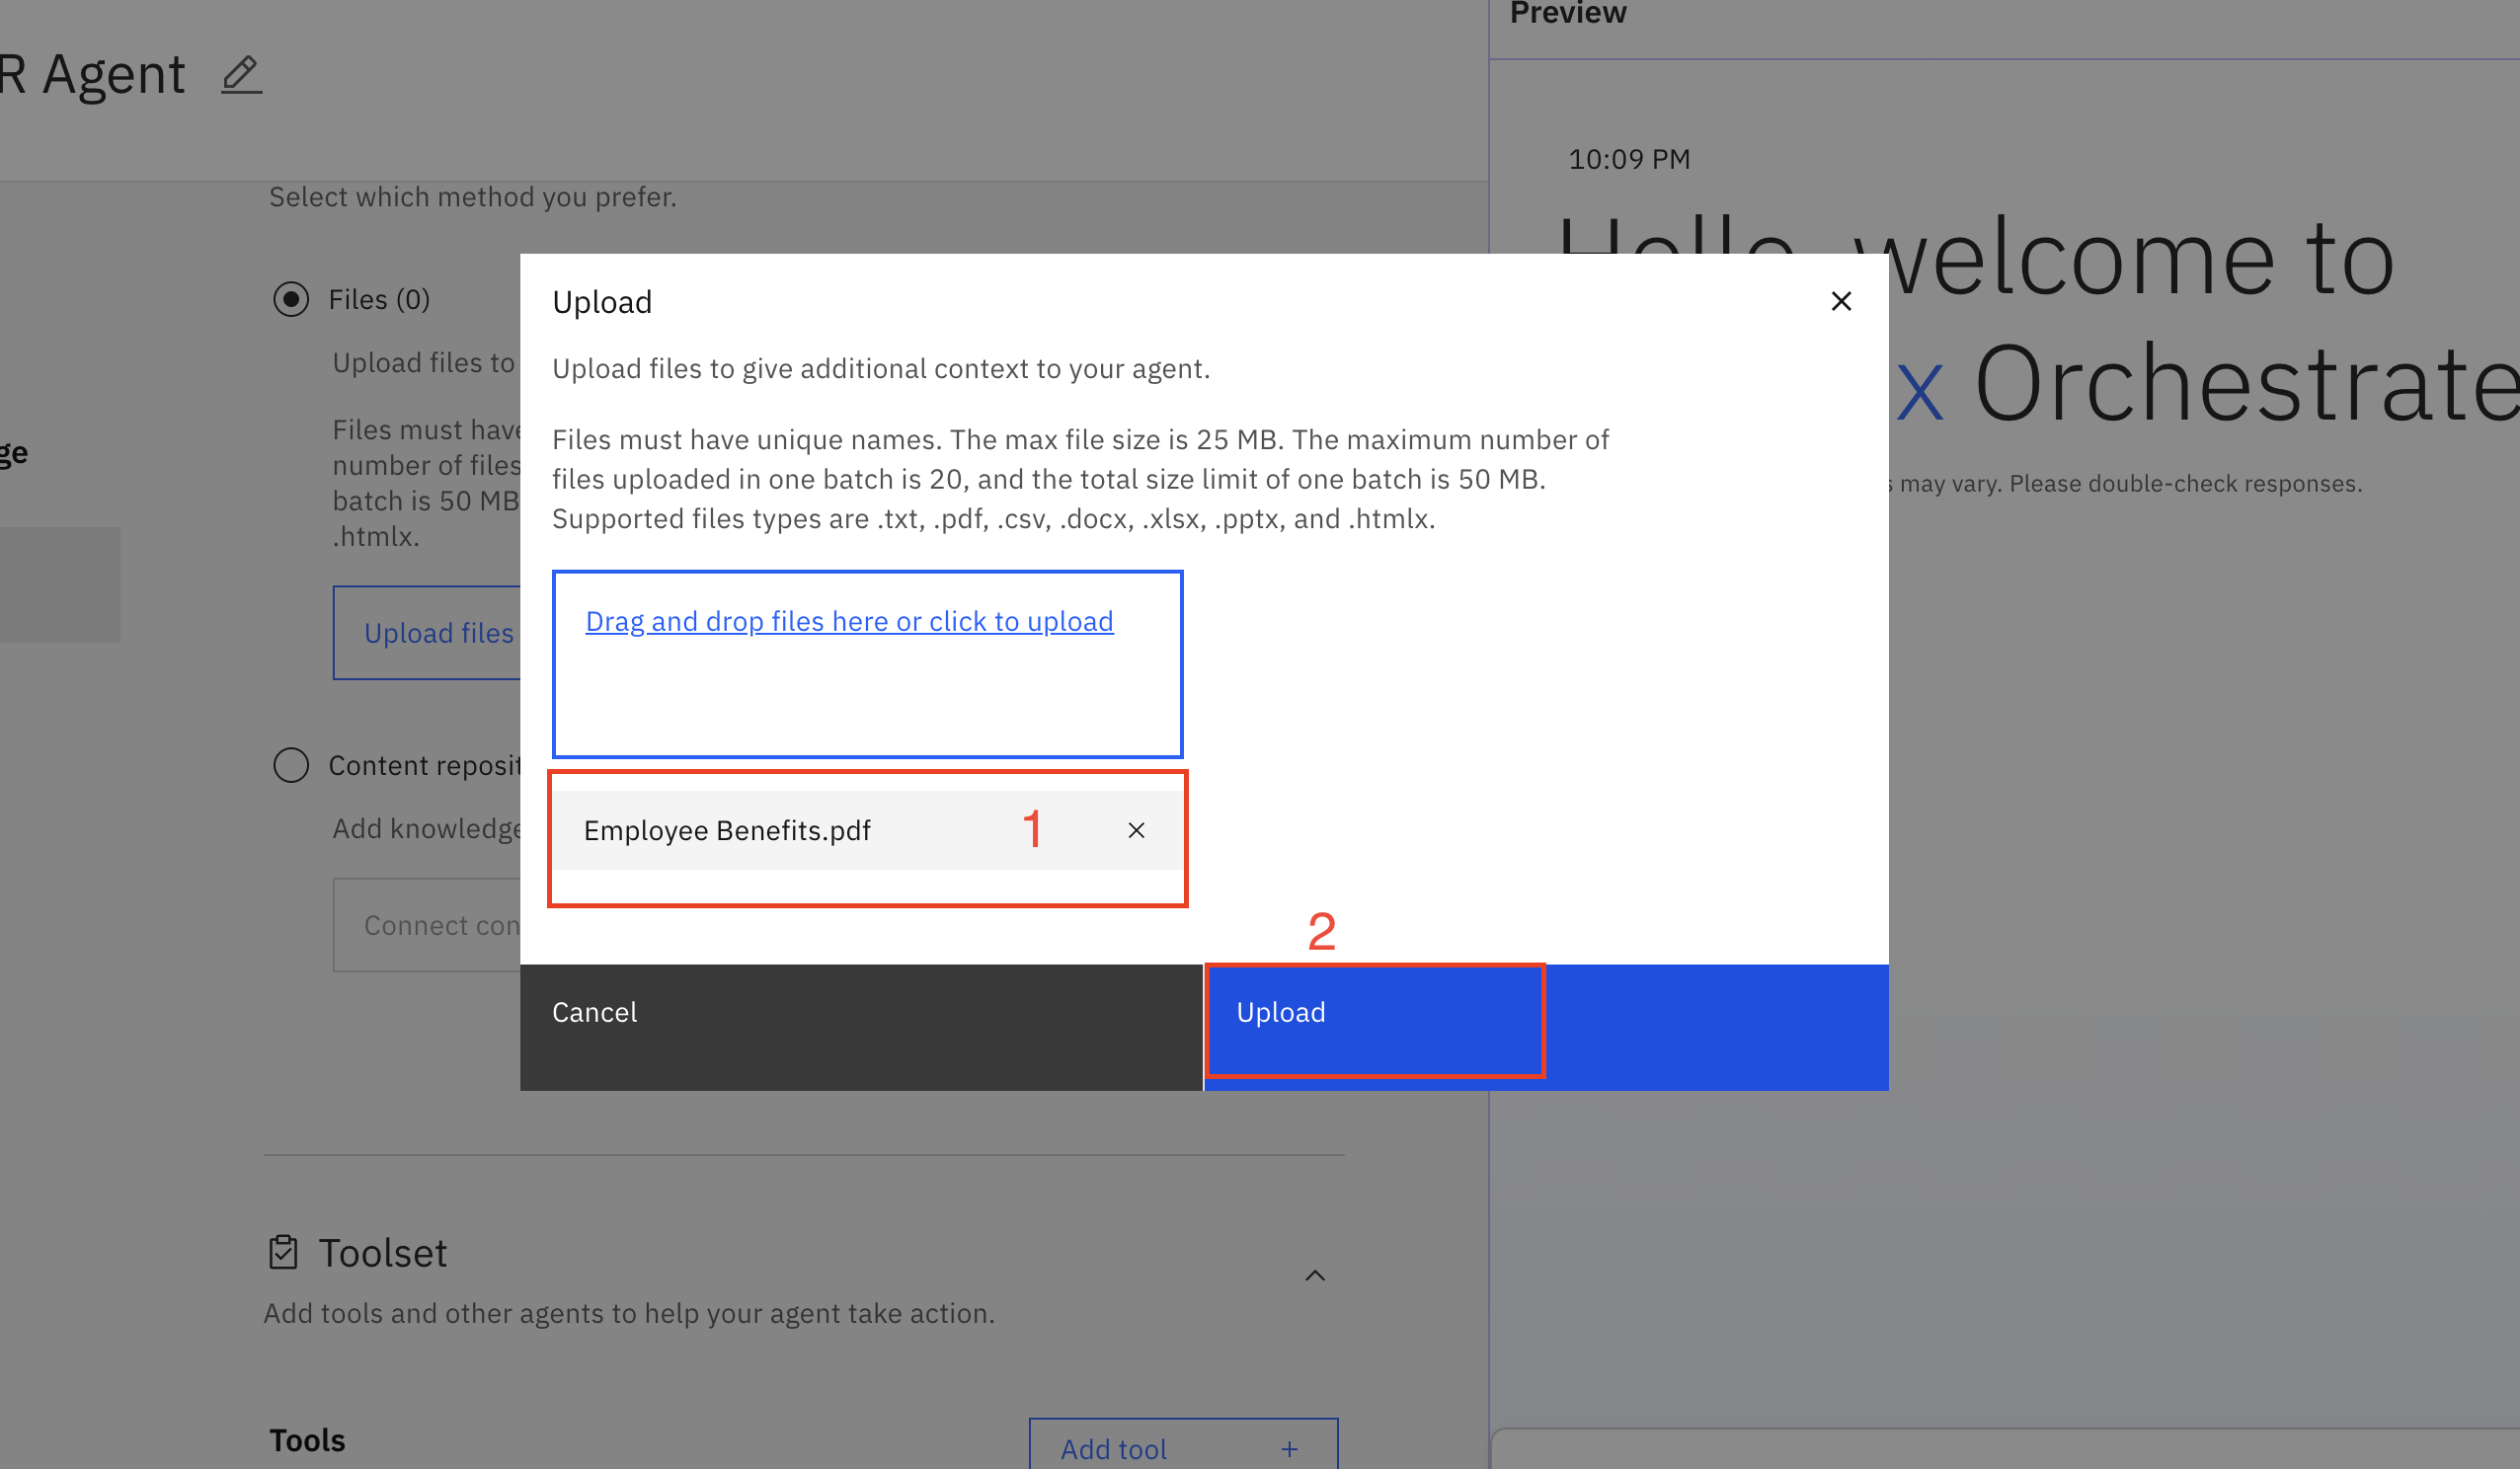 Preview
R Agent
10:09 PM
Select which method you prefer.
welcome to
x Orchestrate
may vary. Please double-check responses.
Files (0)
Upload files to
Files must have
number of files
batch is 50 MB
.htmlx.
Upload files
Content reposit
Add knowledge
Connect con
ge
Upload
Upload files to give additional context to your agent.
Files must have unique names. The max file size is 25 MB. The maximum number of
files uploaded in one batch is 20, and the total size limit of one batch is 50 MB.
Supported files types are .txt, .pdf, .csv, .docx, .xlsx, .pptx, and .htmlx.
Drag and drop files here or click to upload
Employee Benefits.pdf
1
2
Cancel
Upload
Toolset
Add tools and other agents to help your agent take action.
Tools
Add tool +